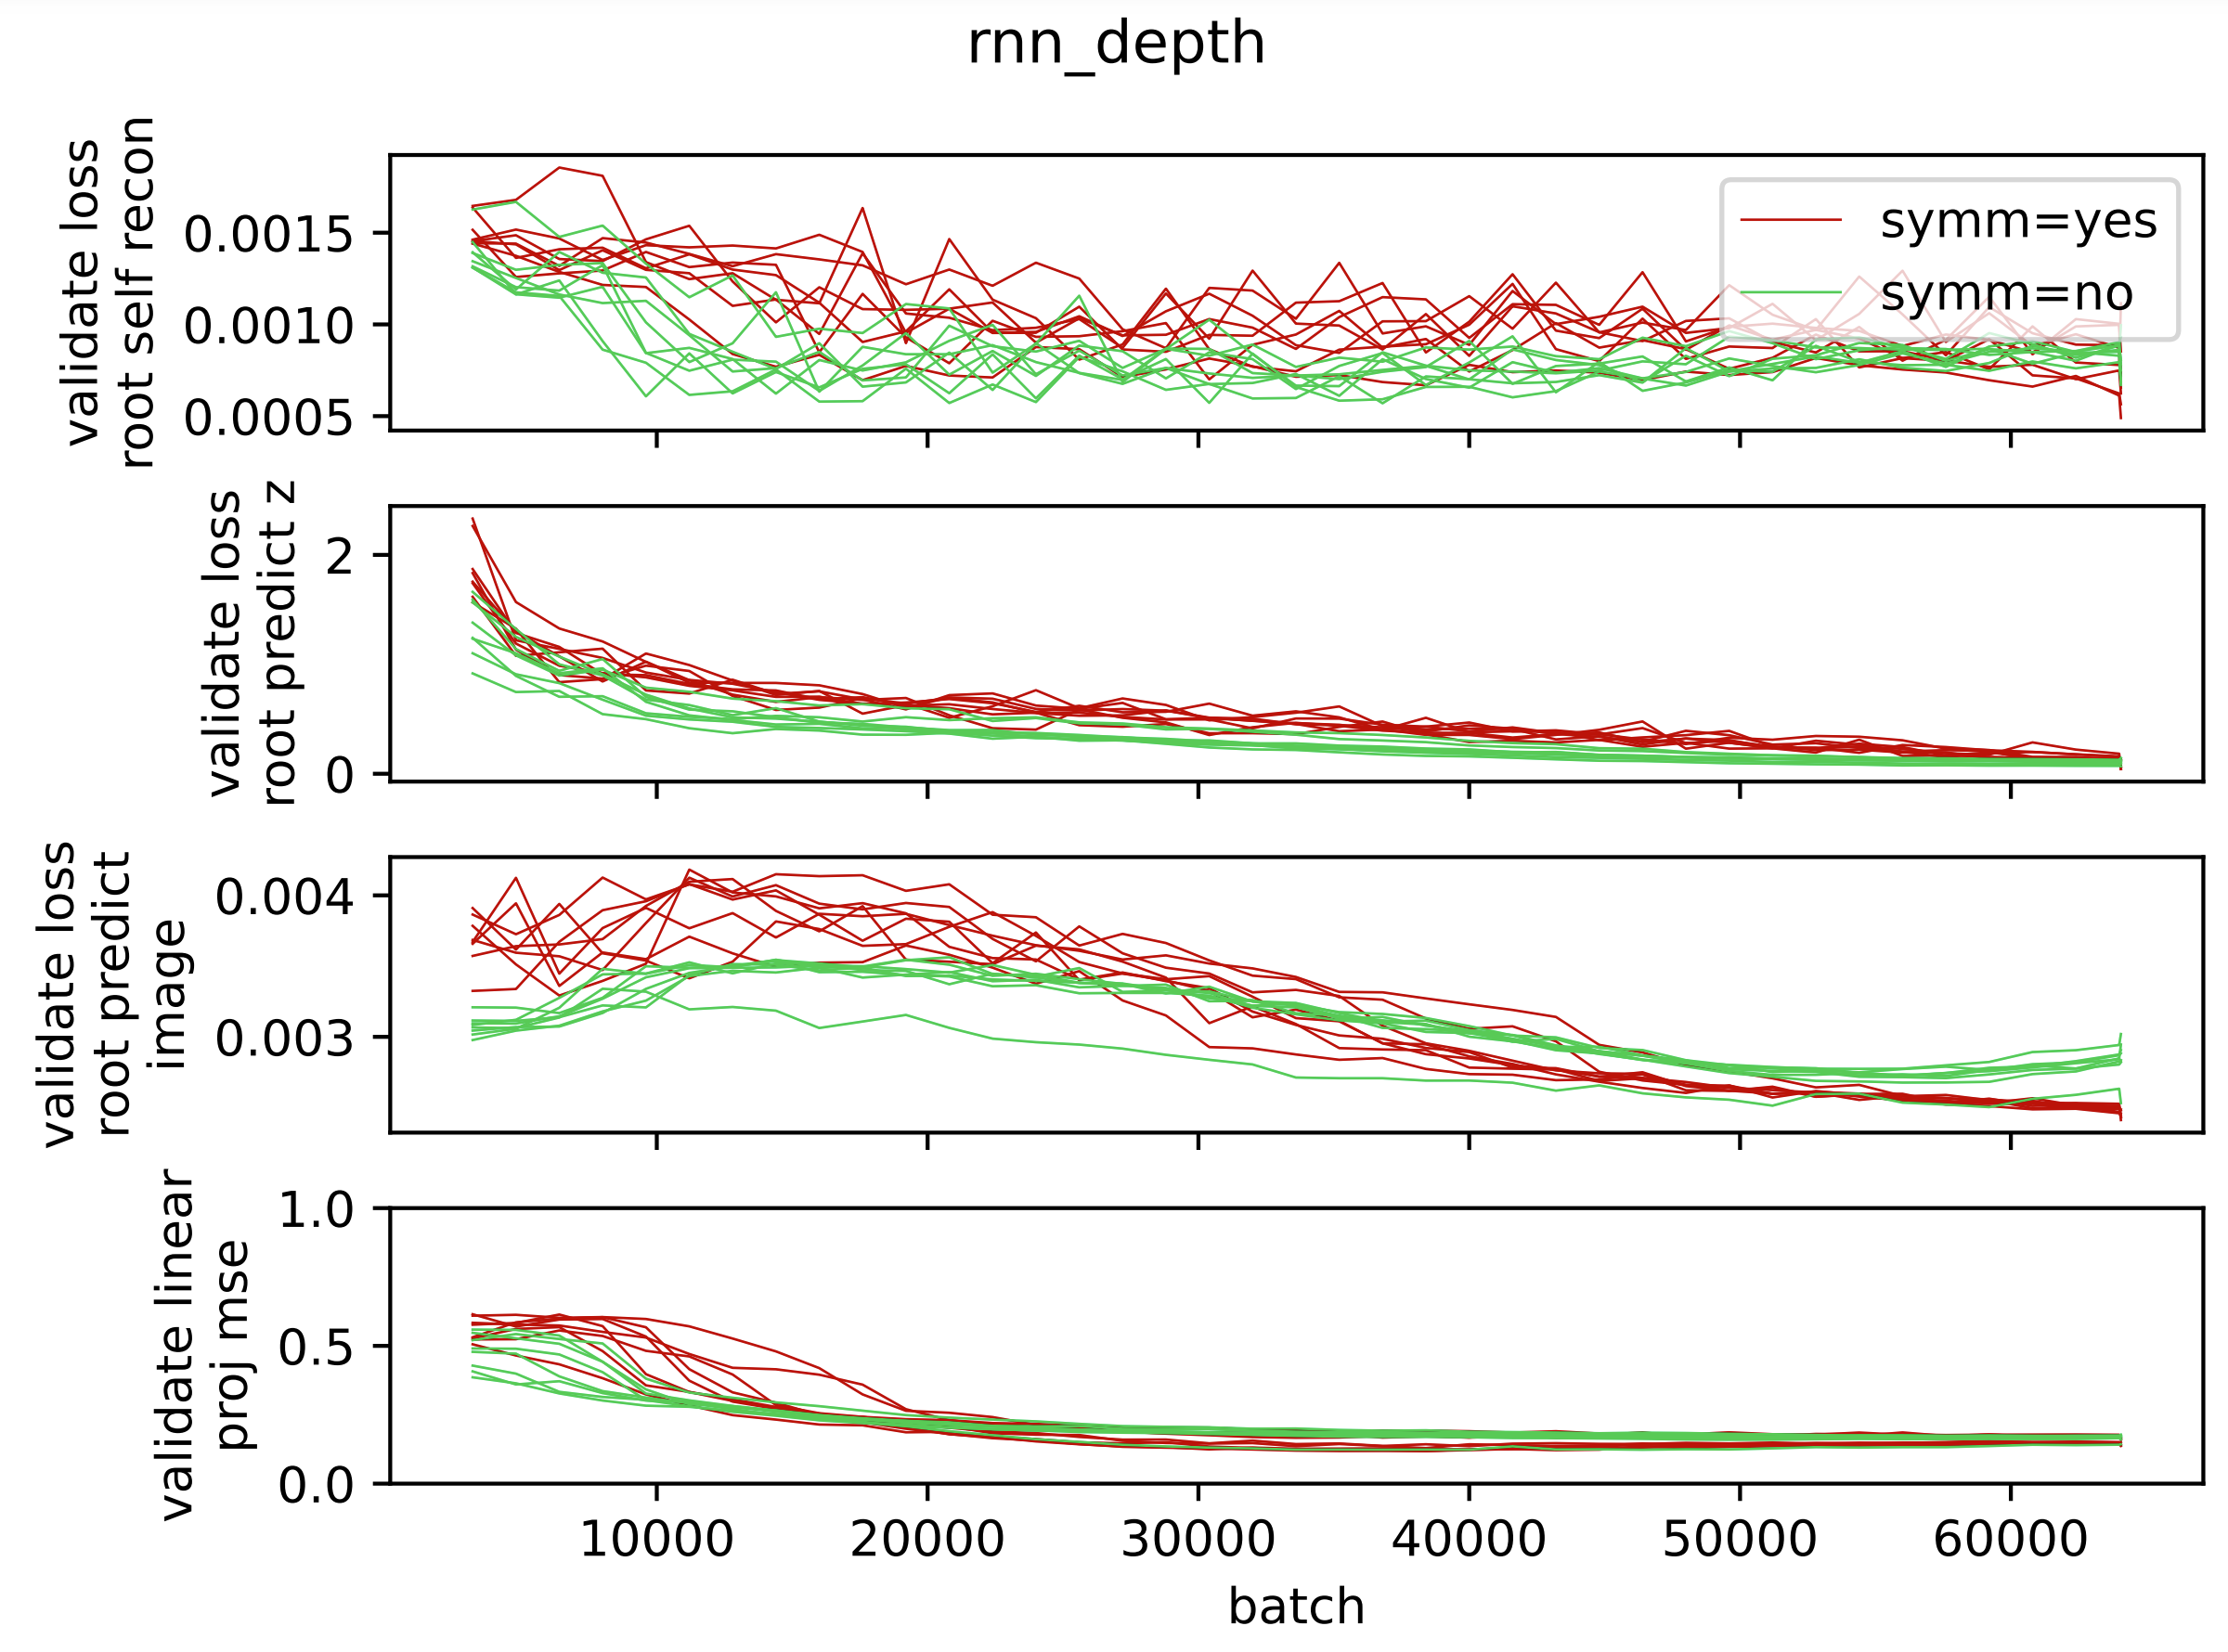 rnn_depth
validate loss
root self recon
0.0015
0.0010
0.0005
symm=yes
symm=no
validate loss
root predict z
2
0
validate loss
root predict
image
0.004
0.003
validate linear
proj mse
1.0
0.5
0.0
10000 20000 30000 40000 50000 60000
batch